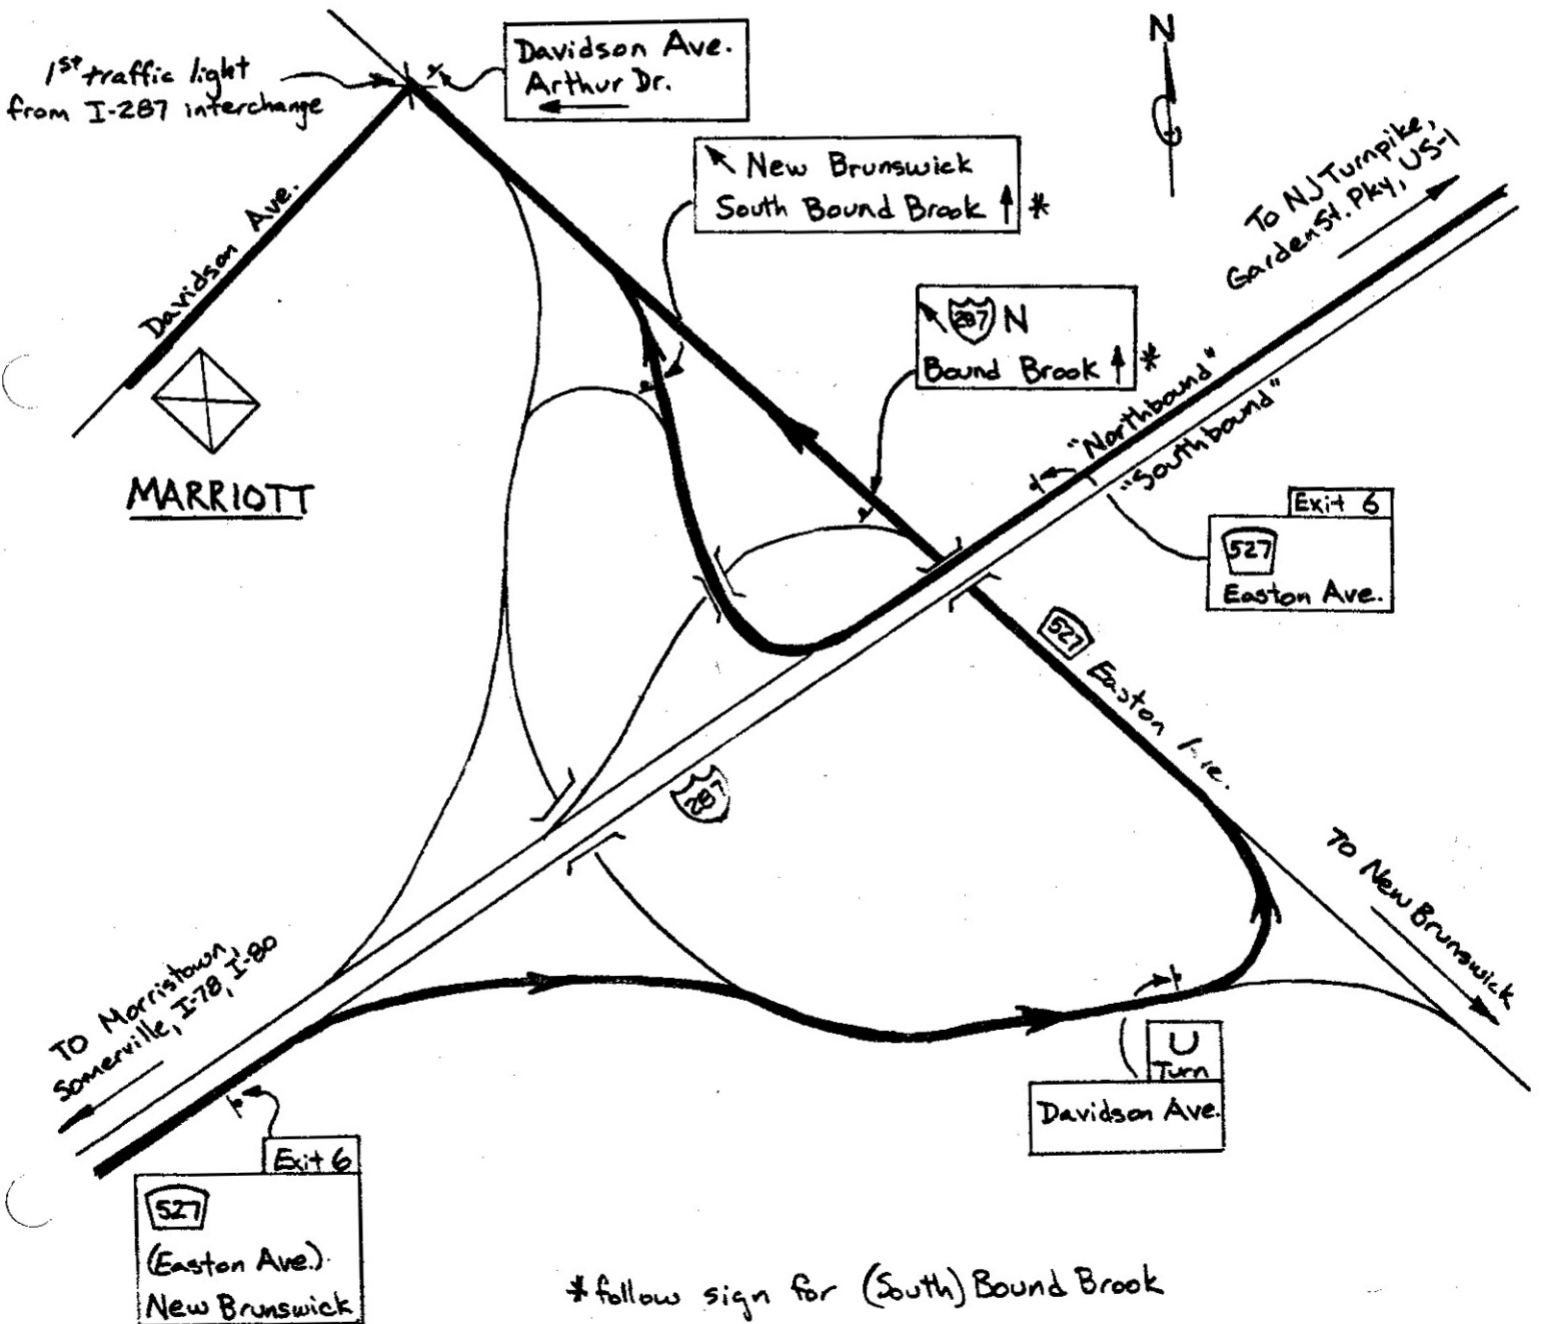 N
1st traffic light
from I-287 interchange
Davidson Ave.
Arthur Dr.
New Brunswick
South Bound Brook *
To NJ Turnpike,
Garden St. Pky, US-1
Davidson Ave.
287 N
Bound Brook *
"Northbound"
"Southbound"
MARRIOTT
Exit 6
527
Easton Ave.
527 Easton Ave.
287
To New Brunswick
To Morristown,
Somerville, I-78, I-80
U
Turn
Davidson Ave.
Exit 6
527
(Easton Ave.)
New Brunswick
*follow sign for (South) Bound Brook